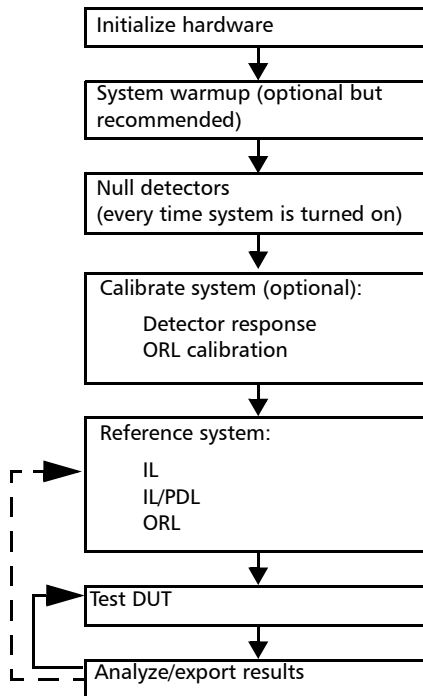 Initialize hardware
System warmup (optional but
recommended)
Null detectors
(every time system is turned on)
Calibrate system (optional):
Detector response
ORL calibration
Reference system:
IL
IL/PDL
ORL
Test DUT
Analyze/export results